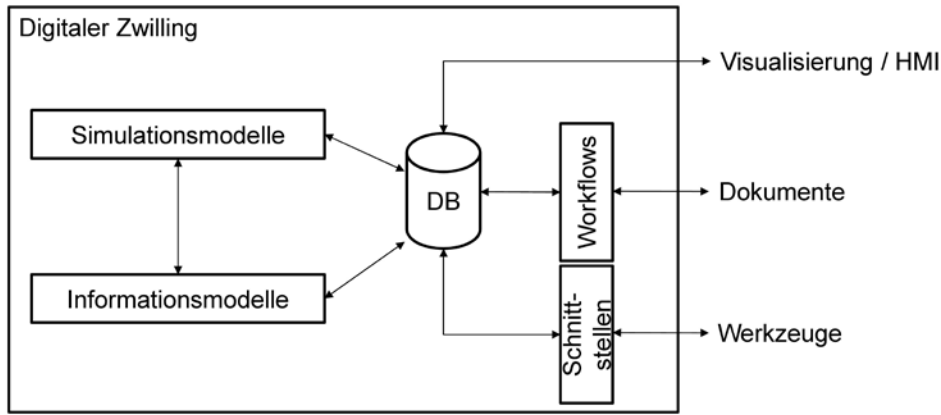 Digitaler Zwilling
Visualisierung / HMI
Simulationsmodelle
DB
Workflows
Dokumente
Informationsmodelle
Schnitt-
stellen
Werkzeuge